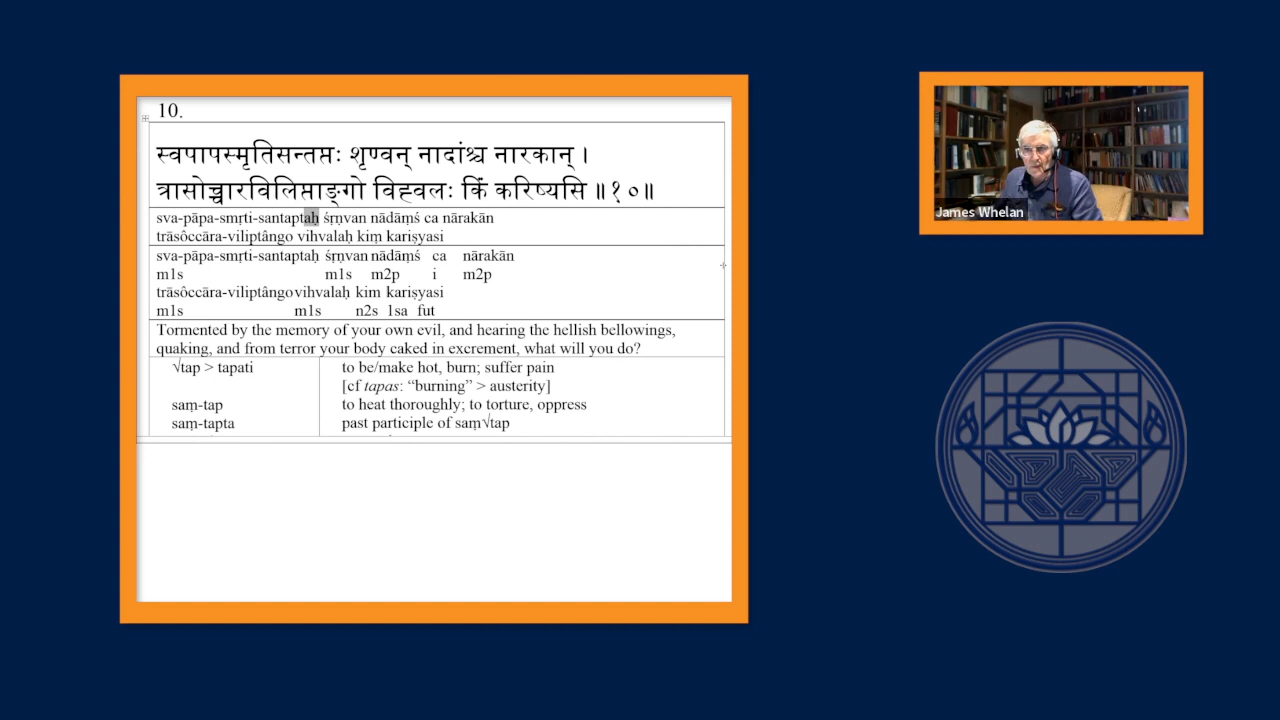 10.
स्वपापस्मृतिसन्तप्तः शृण्वन् नादांश्च नारकान् ।
त्रासोच्चारविलिप्ताङ्गो विह्वलः किं करिष्यसि ॥१०॥
sva-pāpa-smṛti-santaptaḥ śṛṇvan nādāṃś ca nārakān
trāsôccāra-viliptângo vihvalaḥ kiṃ kariṣyasi
sva-pāpa-smṛti-santaptaḥ śṛṇvan nādāṃś ca nārakān
m1s m1s m2p i m2p
trāsôccāra-viliptângo vihvalaḥ kim kariṣyasi
m1s m1s n2s 1sa fut
Tormented by the memory of your own evil, and hearing the hellish bellowings,
quaking, and from terror your body caked in excrement, what will you do?
√tap > tapati to be/make hot, burn; suffer pain
[cf tapas: “burning” > austerity]
saṃ-tap to heat thoroughly; to torture, oppress
saṃ-tapta past participle of saṃ√tap
James Whelan